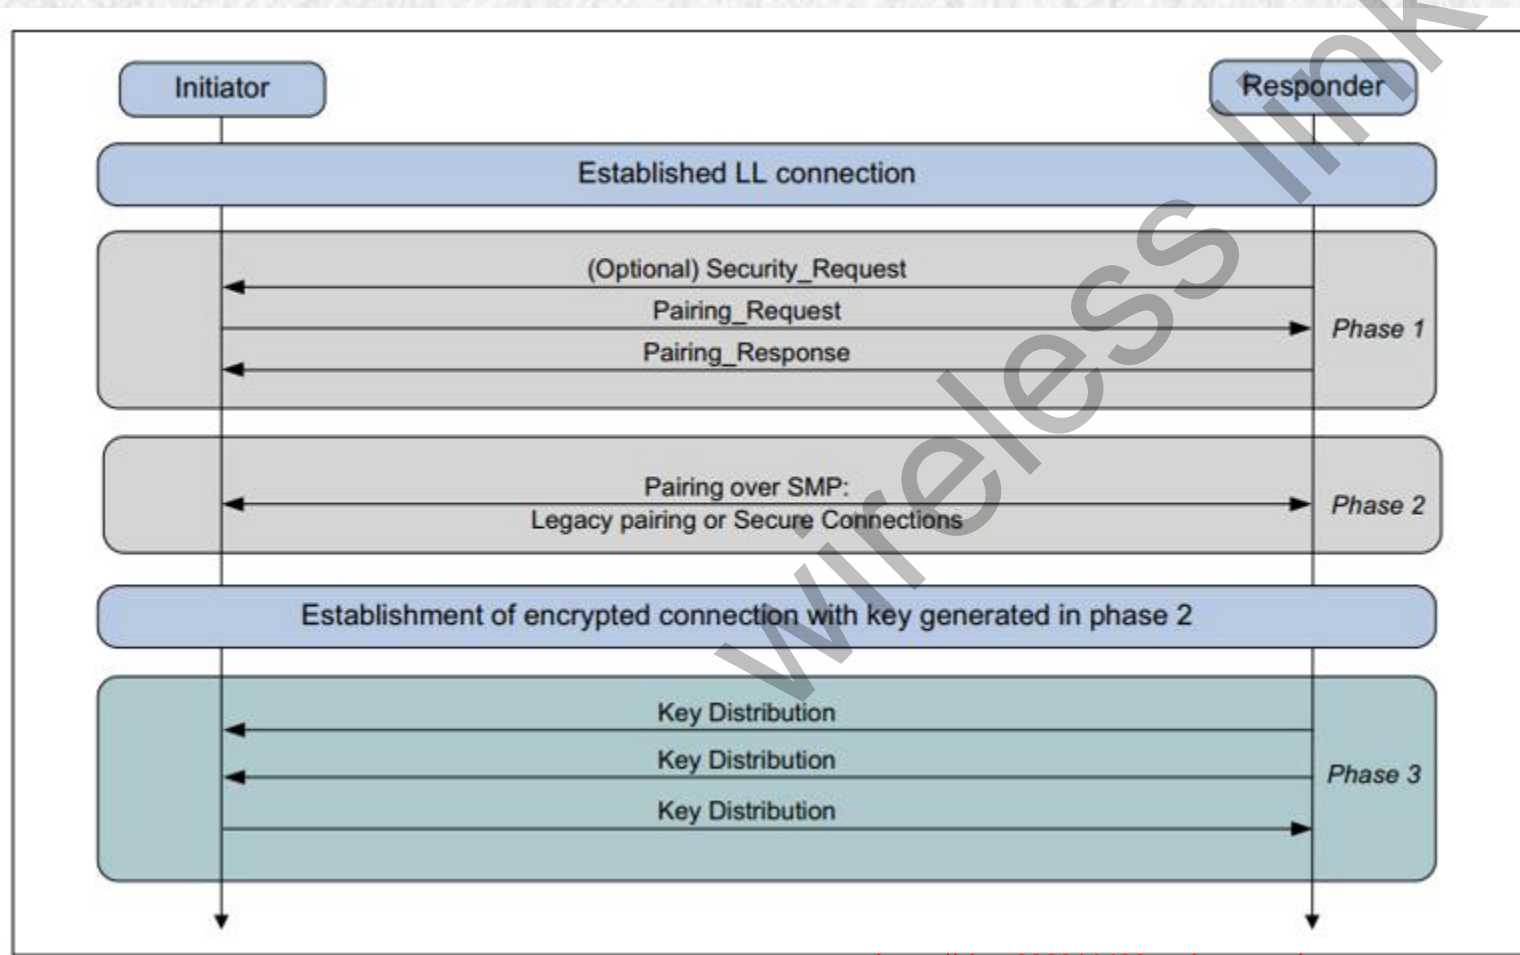 Initiator
Responder
Established LL connection
(Optional) Security_Request
Pairing_Request
Pairing_Response
Phase 1
Pairing over SMP:
Legacy pairing or Secure Connections
Phase 2
Establishment of encrypted connection with key generated in phase 2
Key Distribution
Key Distribution
Key Distribution
Phase 3
wireless link